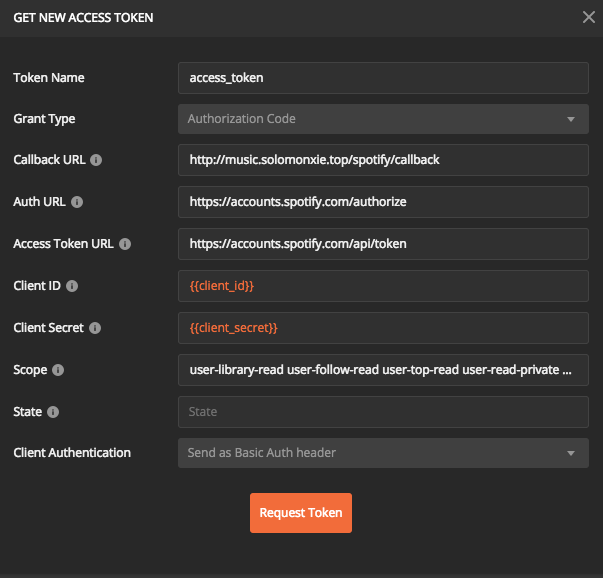 GET NEW ACCESS TOKEN
Token Name access_token
Grant Type Authorization Code
Callback URL http://music.solomonxie.top/spotify/callback
Auth URL https://accounts.spotify.com/authorize
Access Token URL https://accounts.spotify.com/api/token
Client ID {{client_id}}
Client Secret {{client_secret}}
Scope user-library-read user-follow-read user-top-read user-read-private ...
State State
Client Authentication Send as Basic Auth header
Request Token